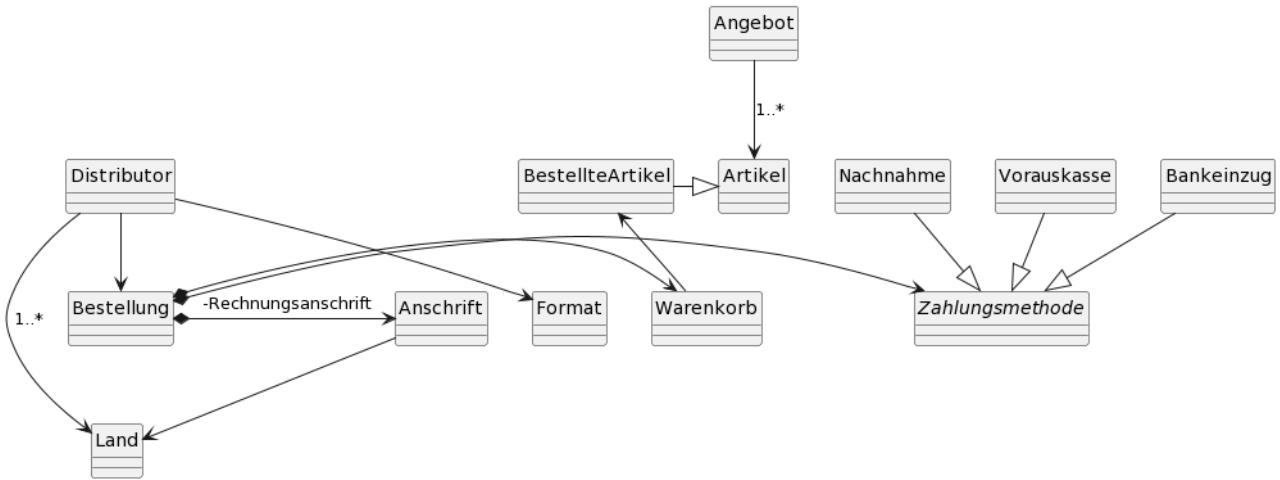 Angebot
1..*
Distributor
BestellteArtikel
Artikel
Nachnahme
Vorauskasse
Bankeinzug
Bestellung
-Rechnungsanschrift
Anschrift
Format
Warenkorb
Zahlungsmethode
1..*
Land